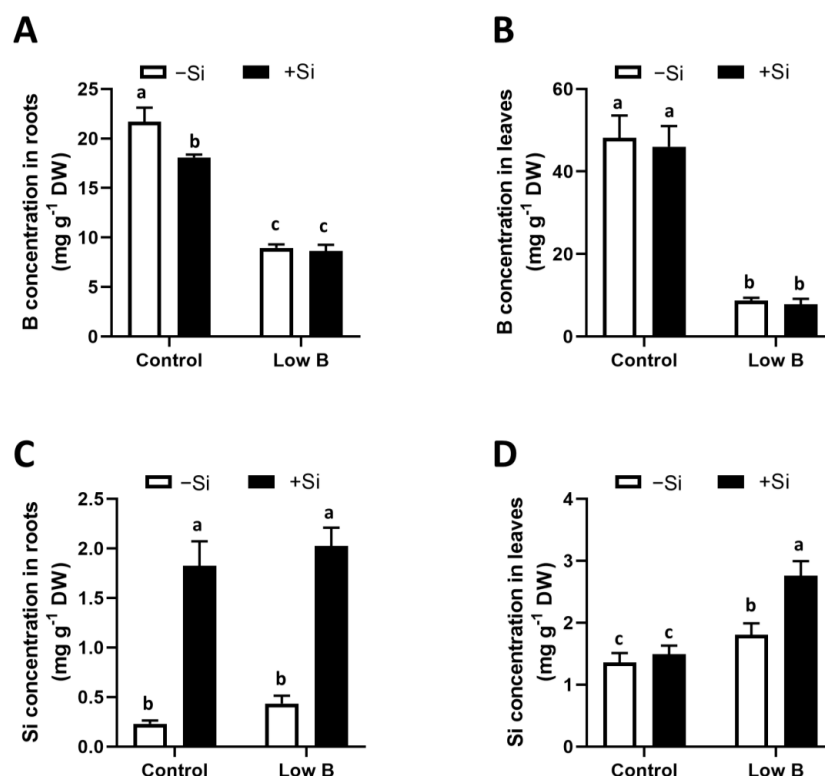 A
−Si +Si
B concentration in roots
(mg g⁻¹ DW)
25
20
15
10
5
0
a
b
c
c
Control
Low B
B
−Si +Si
B concentration in leaves
(mg g⁻¹ DW)
60
40
20
0
a
a
b
b
Control
Low B
C
−Si +Si
Si concentration in roots
(mg g⁻¹ DW)
2.5
2.0
1.5
1.0
0.5
0.0
b
a
b
a
Control
Low B
D
−Si +Si
Si concentration in leaves
(mg g⁻¹ DW)
4
3
2
1
0
c
c
b
a
Control
Low B